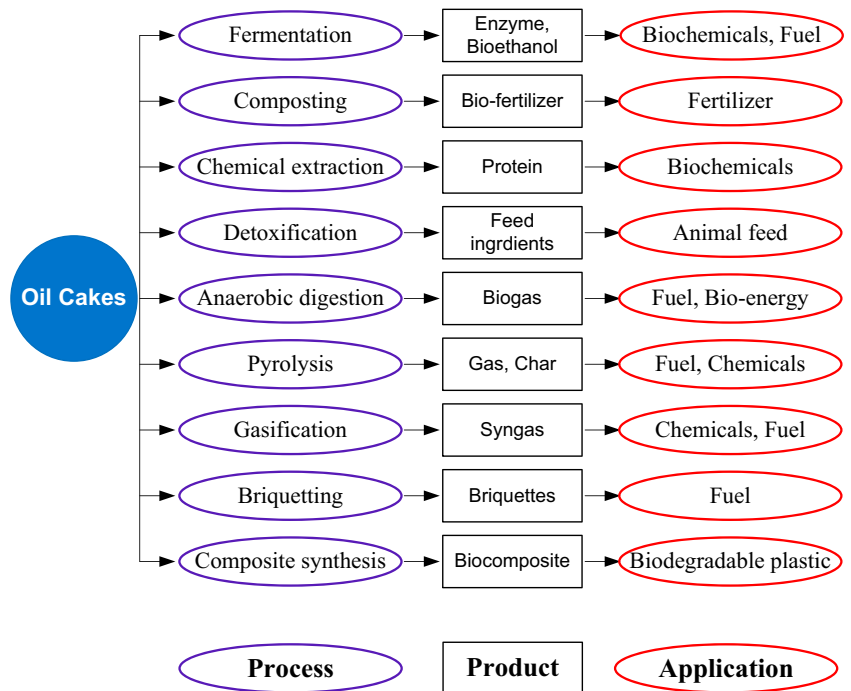 Fermentation
Enzyme,
Bioethanol
Biochemicals, Fuel
Composting
Bio-fertilizer
Fertilizer
Chemical extraction
Protein
Biochemicals
Detoxification
Feed
ingrdients
Animal feed
Oil Cakes
Anaerobic digestion
Biogas
Fuel, Bio-energy
Pyrolysis
Gas, Char
Fuel, Chemicals
Gasification
Syngas
Chemicals, Fuel
Briquetting
Briquettes
Fuel
Composite synthesis
Biocomposite
Biodegradable plastic
Process
Product
Application